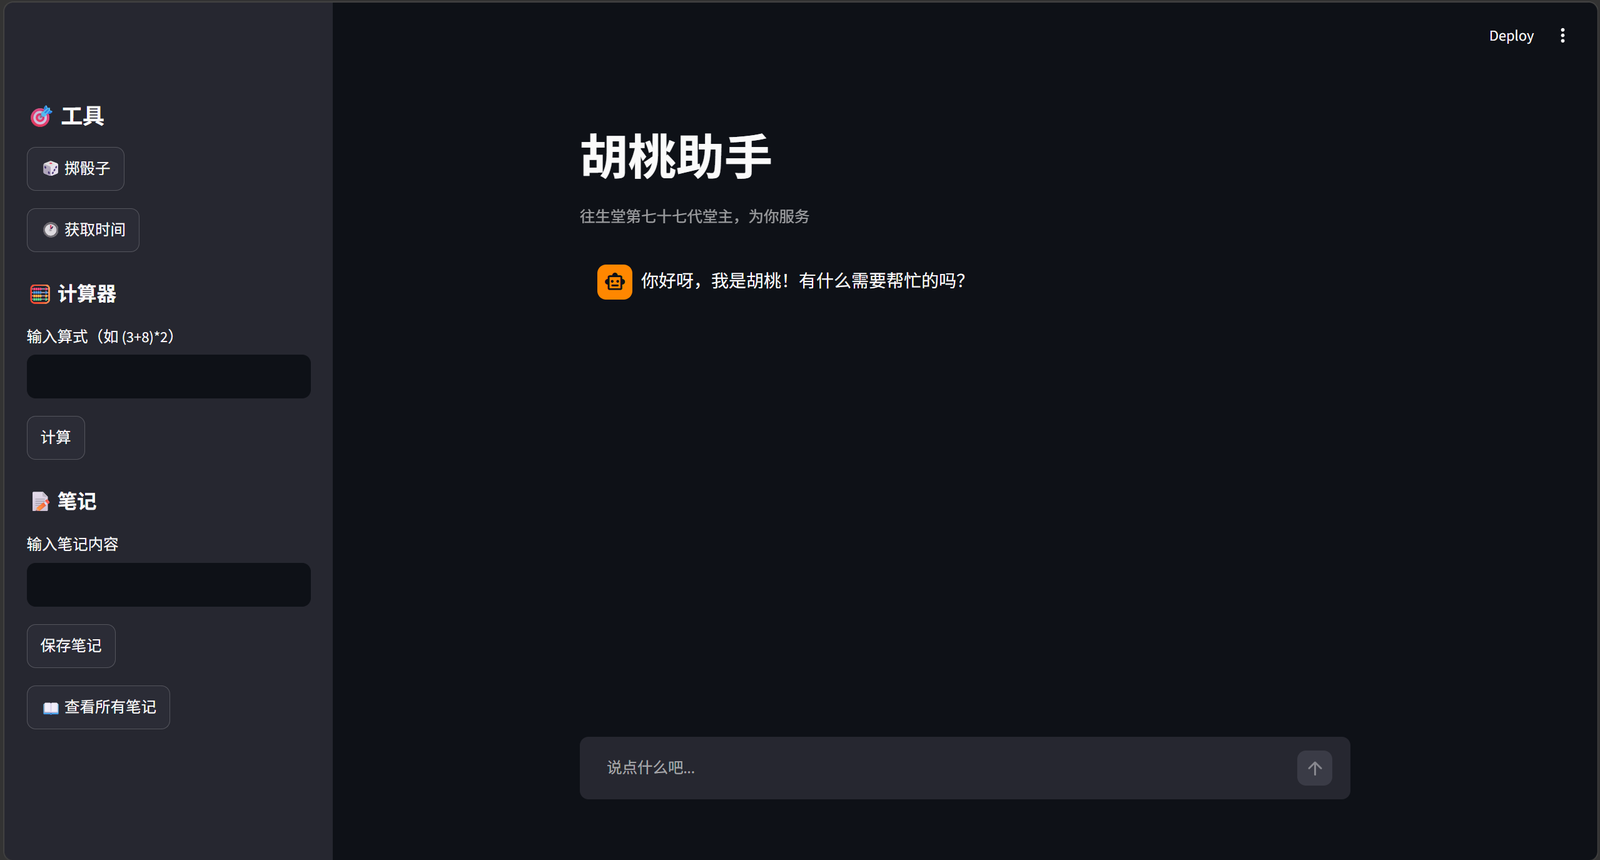 Deploy
工具
掷骰子
获取时间
计算器
输入算式（如 (3+8)*2）
计算
笔记
输入笔记内容
保存笔记
查看所有笔记
胡桃助手
往生堂第七十七代堂主，为你服务
你好呀，我是胡桃！有什么需要帮忙的吗？
说点什么吧...